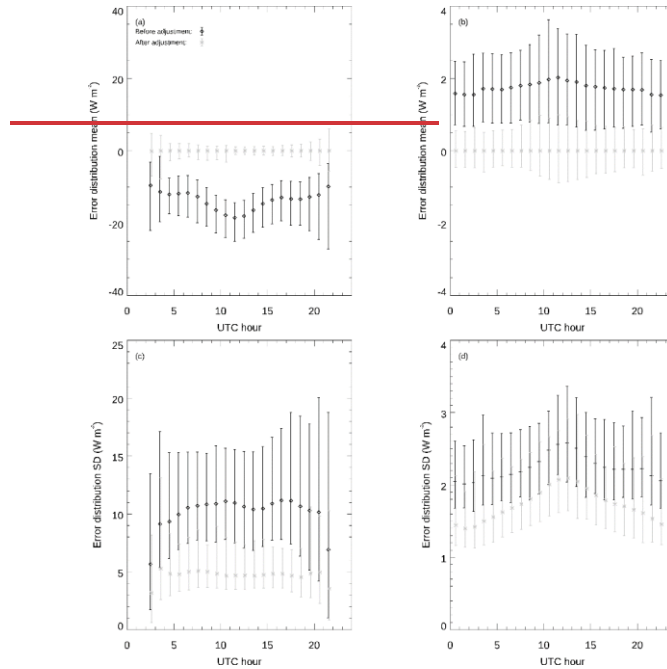 (a)
Before adjustment:
After adjustment:
Error distribution mean (W m⁻²)
40
20
0
-20
-40
0 5 10 15 20
UTC hour
(b)
Error distribution mean (W m⁻²)
4
2
0
-2
-4
0 5 10 15 20
UTC hour
(c)
Error distribution SD (W m⁻²)
25
20
15
10
5
0
0 5 10 15 20
UTC hour
(d)
Error distribution SD (W m⁻²)
4
3
2
1
0
0 5 10 15 20
UTC hour